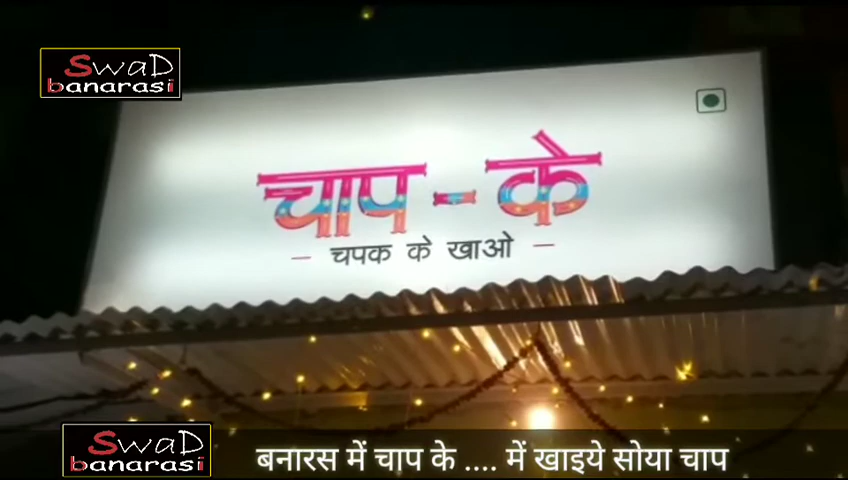 SwaD
banarasi
चाप - के
- चपक के खाओ -
SwaD
banarasi
बनारस में चाप के .... में खाइये सोया चाप